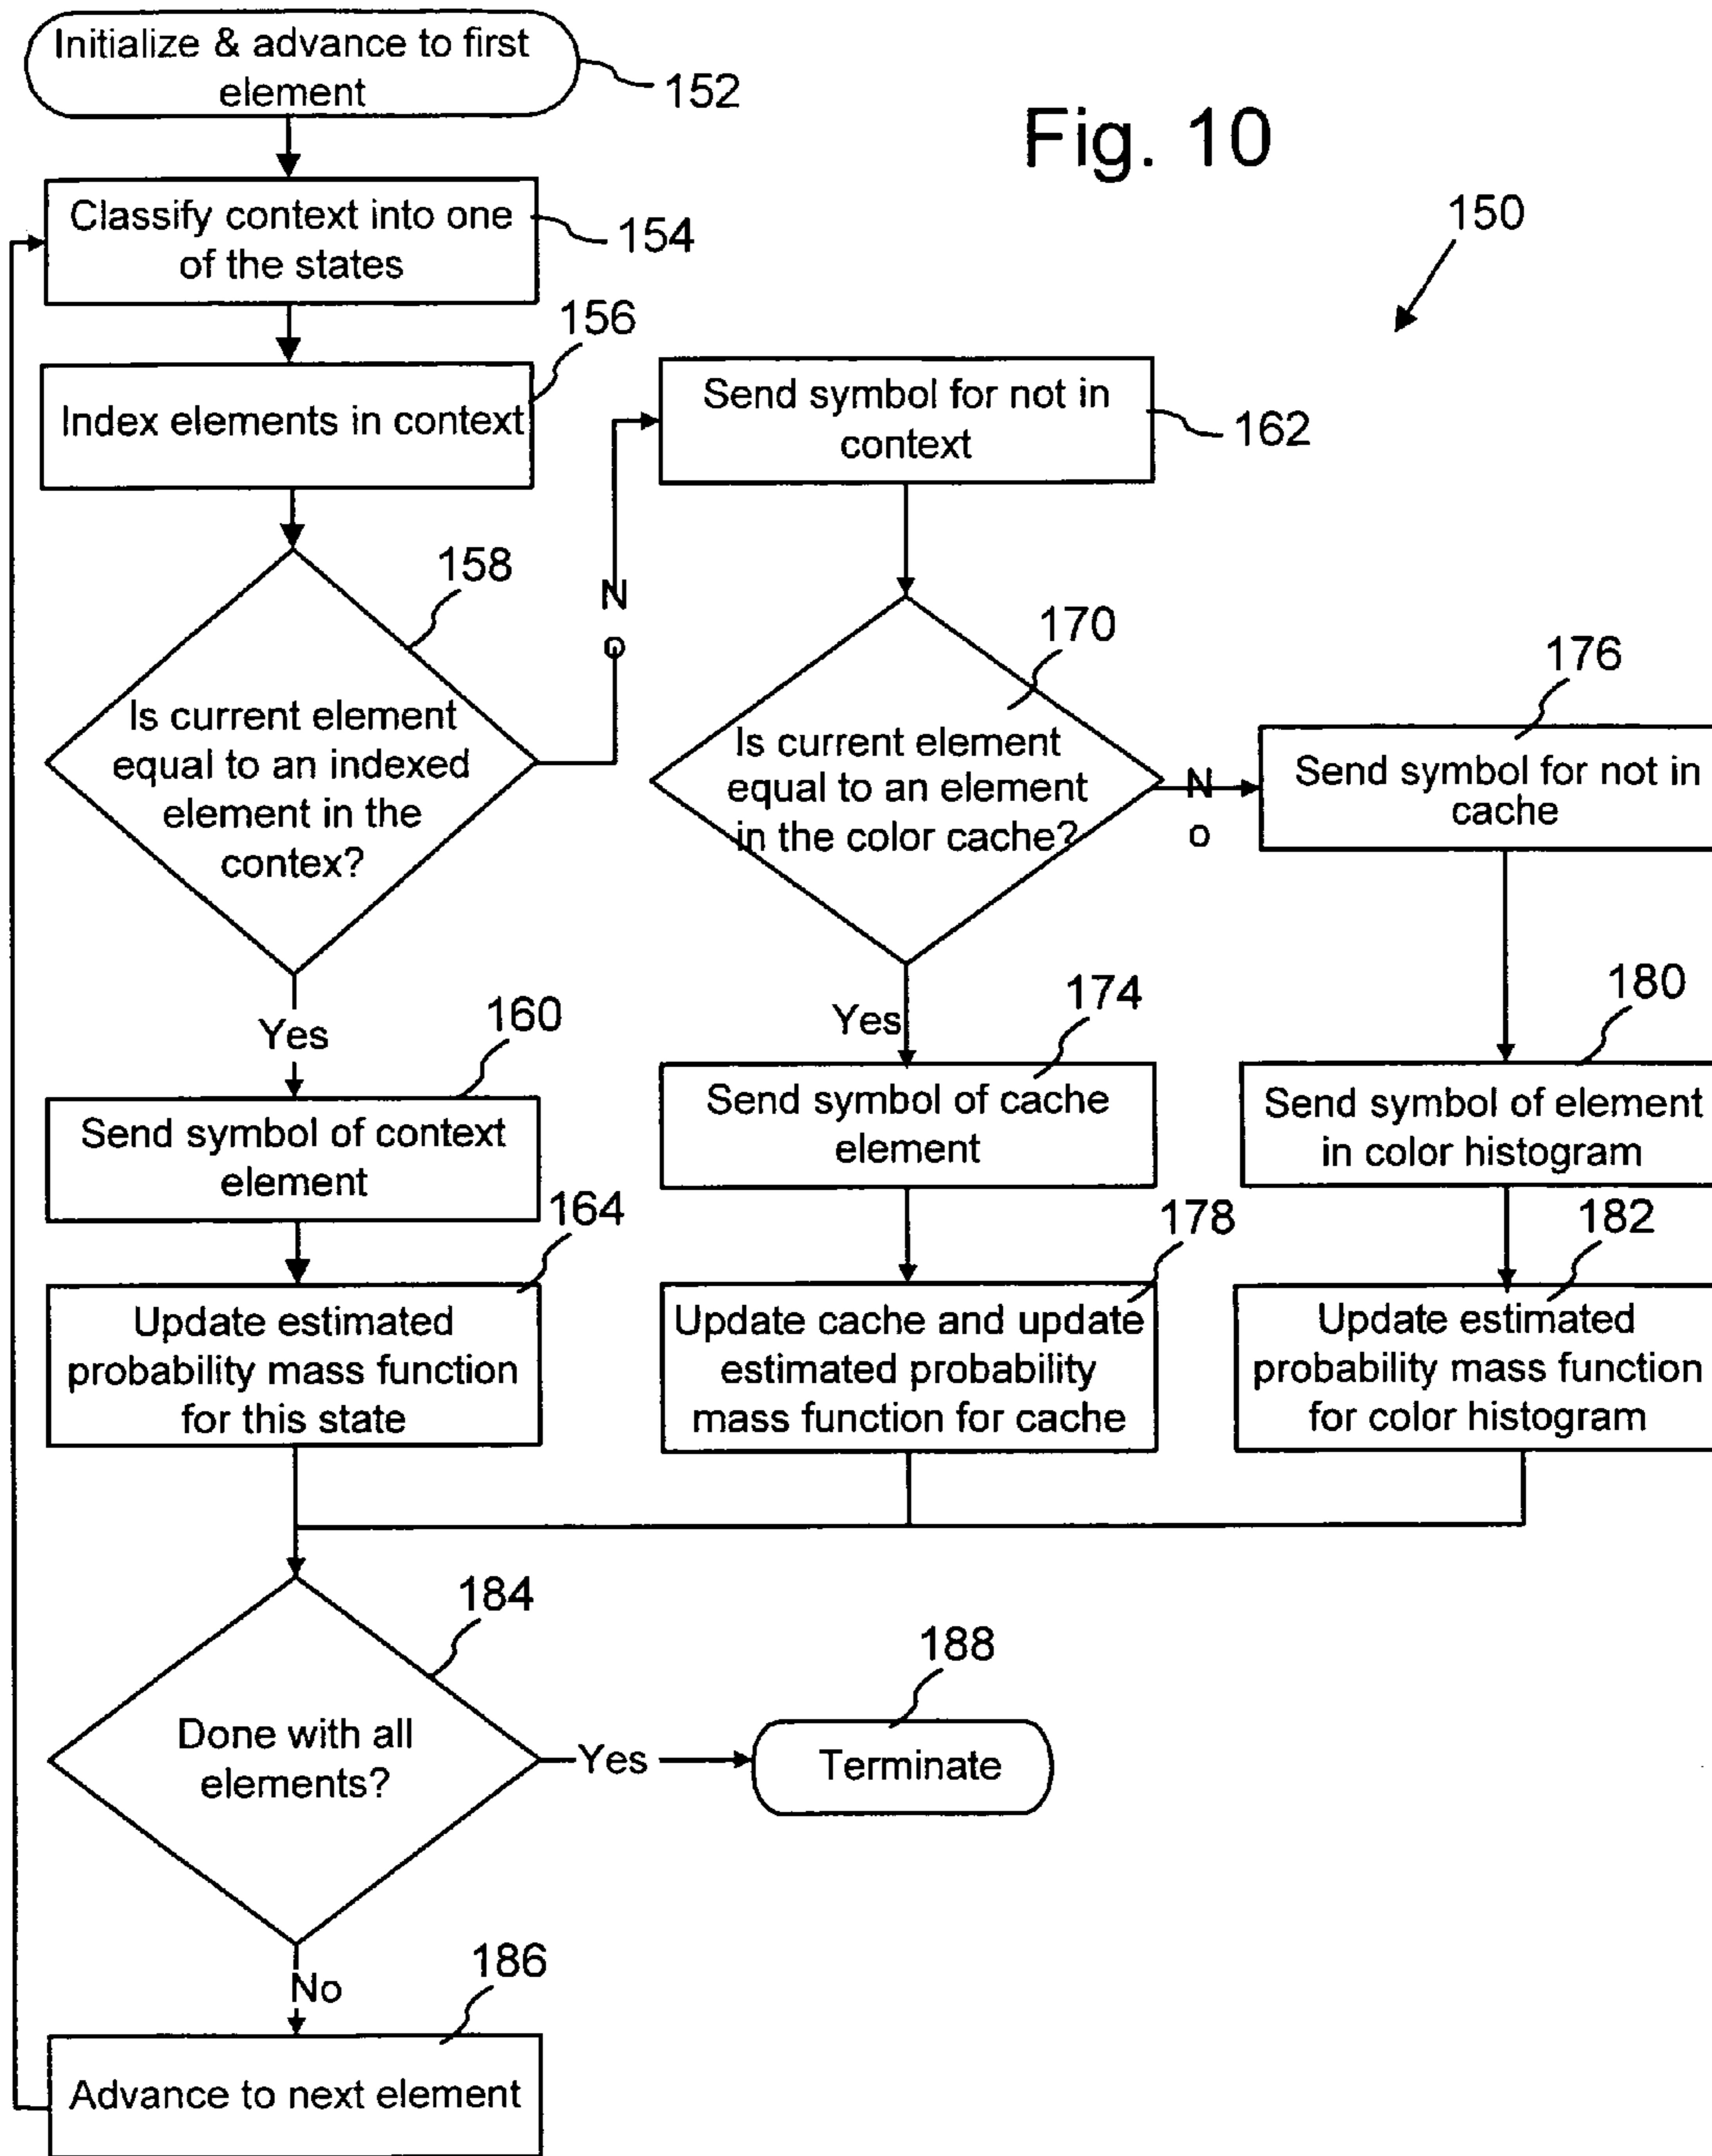 Initialize & advance to first
element
152
Fig. 10
150
Classify context into one
of the states
154
156
Index elements in context
Send symbol for not in
context
162
158
N
o
Is current element
equal to an indexed
element in the
contex?
170
Is current element
equal to an element
in the color cache?
N
o
176
Send symbol for not in
cache
Yes
160
Send symbol of context
element
Yes
174
Send symbol of cache
element
180
Send symbol of element
in color histogram
164
Update estimated
probability mass function
for this state
178
Update cache and update
estimated probability
mass function for cache
182
Update estimated
probability mass function
for color histogram
184
Done with all
elements?
Yes
188
Terminate
No
186
Advance to next element